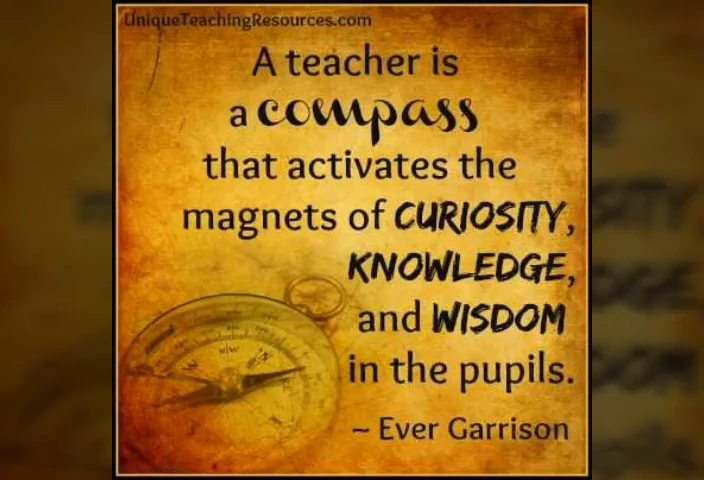 UniqueTeachingResources.com
A teacher is
a compass
that activates the
magnets of CURIOSITY,
KNOWLEDGE,
and WISDOM
in the pupils.
~ Ever Garrison